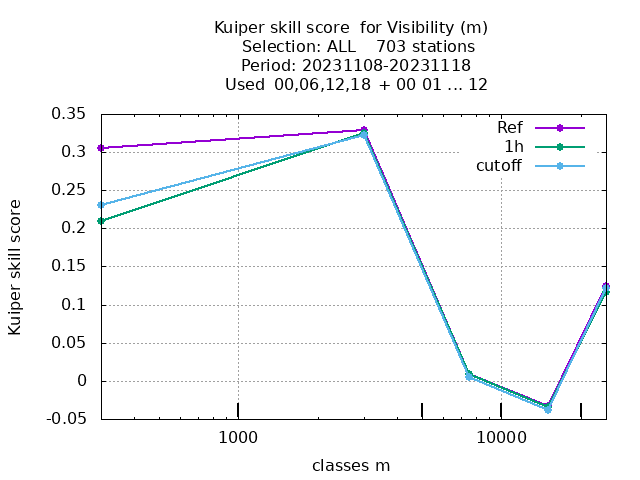 Kuiper skill score  for Visibility (m)
Selection: ALL    703 stations
Period: 20231108-20231118
Used  00,06,12,18  + 00 01 ... 12
0.35
0.3
0.25
0.2
0.15
0.1
0.05
0
-0.05
Kuiper skill score
Ref
1h
cutoff
1000
10000
classes m